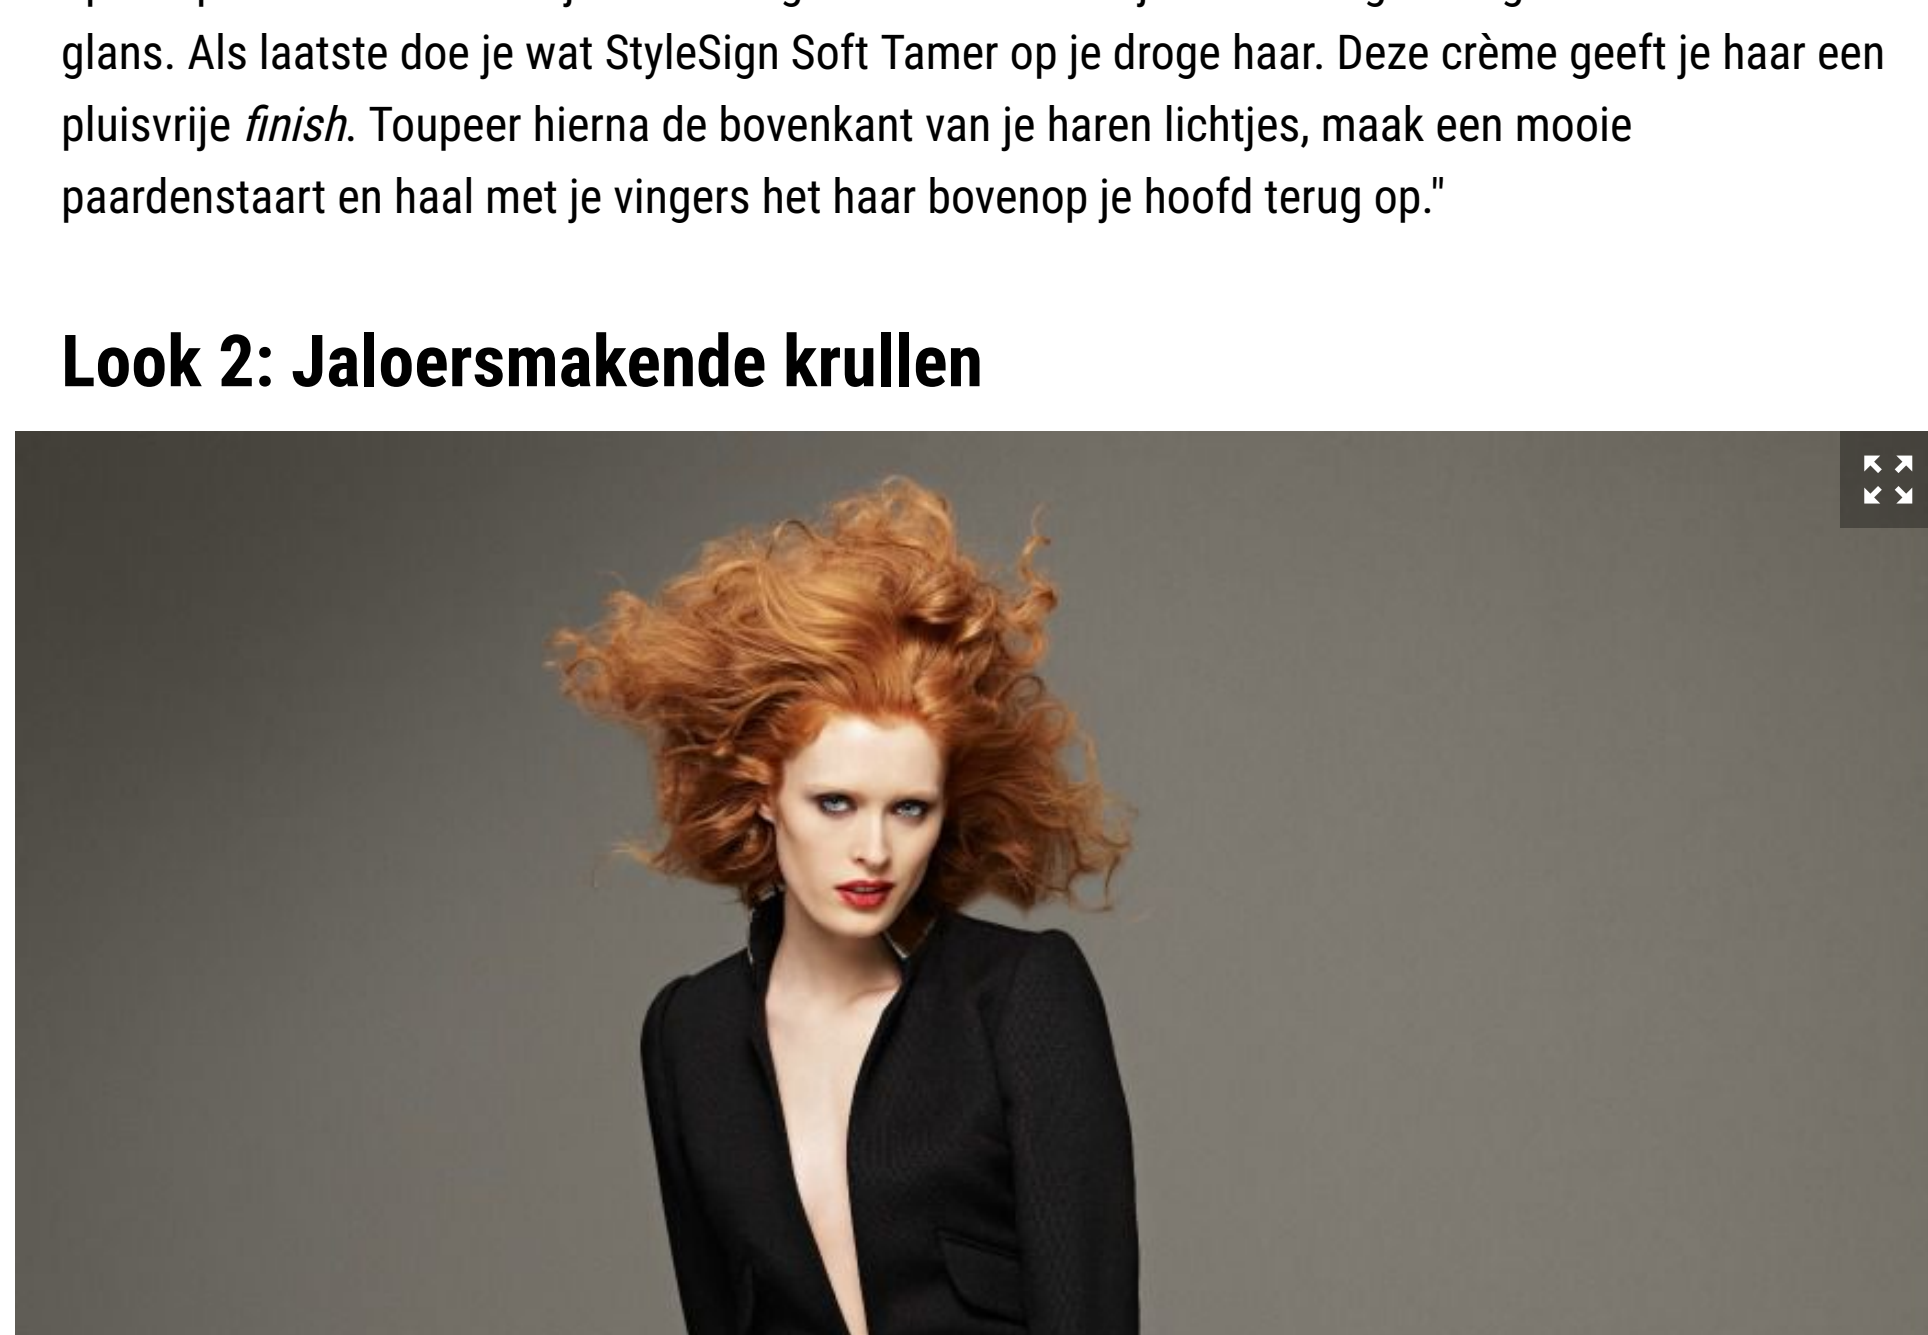 glans. Als laatste doe je wat StyleSign Soft Tamer op je droge haar. Deze crème geeft je haar een
pluisvrije finish. Toupeer hierna de bovenkant van je haren lichtjes, maak een mooie
paardenstaart en haal met je vingers het haar bovenop je hoofd terug op."
Look 2: Jaloersmakende krullen